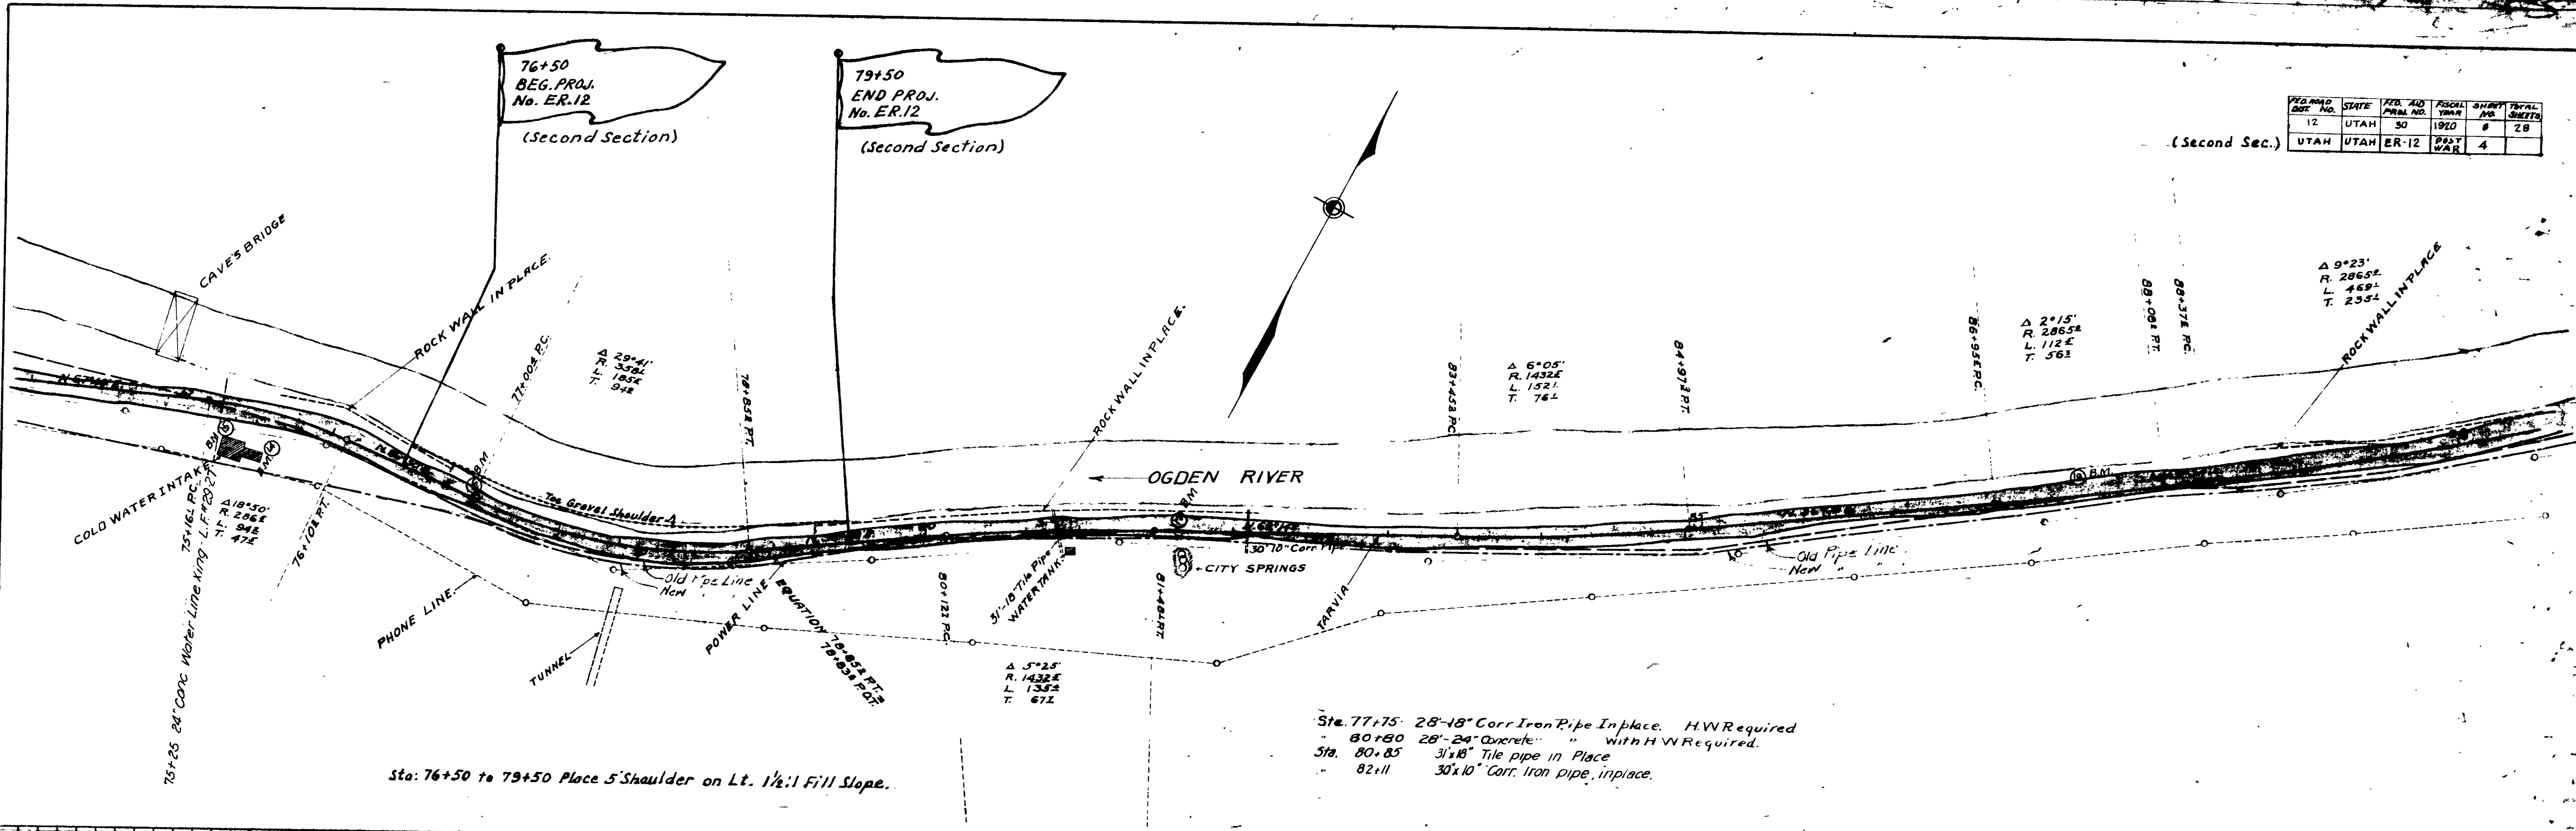 76+50
BEG. PROJ.
No. ER.12
(Second Section)
79+50
END PROJ.
No. ER.12
(Second Section)
(Second Sec.)
FED. ROAD DIST. NO. STATE FED. AID PROJ. NO. FISCAL YEAR SHEET NO. TOTAL SHEETS
12 UTAH 30 1920 28
UTAH UTAH ER-12 POST WAR 4
CAVE'S BRIDGE
ROCK WALL IN PLACE.
77+00± P.C.
Δ 29°41'
R. 358±
L. 185±
T. 94±
78+85± P.T.
ROCK WALL IN PLACE.
83+45± P.C.
Δ 6°05'
R. 1432±
L. 152±
T. 76±
84+97± P.T.
86+95± P.C.
Δ 2°15'
R. 2865±
L. 112±
T. 56±
88+08± P.T.
88+37± P.C.
Δ 9°23'
R. 2865±
L. 469±
T. 235±
ROCK WALL IN PLACE
OGDEN RIVER
Toe Gravel Shoulder
B.M.
B.M.
B.M.
B.M.
COLD WATER INTAKE
75+16± P.C.
L.F. #29271
Δ 18°50'
R. 286±
L. 94±
T. 47±
76+10± P.T.
75+25 24" Conc Water Line Xing
PHONE LINE
TUNNEL
Old Pipe Line
New " "
POWER LINE
EQUATION 78+85± P.T. =
78+83± P.O.T.
80+12± P.C.
31'-18" Tile Pipe
WATER TANK
Δ 5°25'
R. 1432±
L. 135±
T. 67±
81+48± P.T.
CITY SPRINGS
30' 10" Corr Pipe
TARVIA
Old Pipe Line
New " "
Sta: 76+50 to 79+50 Place 5' Shoulder on Lt. 1½:1 Fill Slope.
Sta. 77+75 28'-18" Corr Iron Pipe Inplace. H.W Required
" 80+80 28'-24" Concrete " With H W Required.
Sta. 80+85 31'x18" Tile pipe in Place
" 82+11 30'x10" Corr. Iron pipe, inplace.